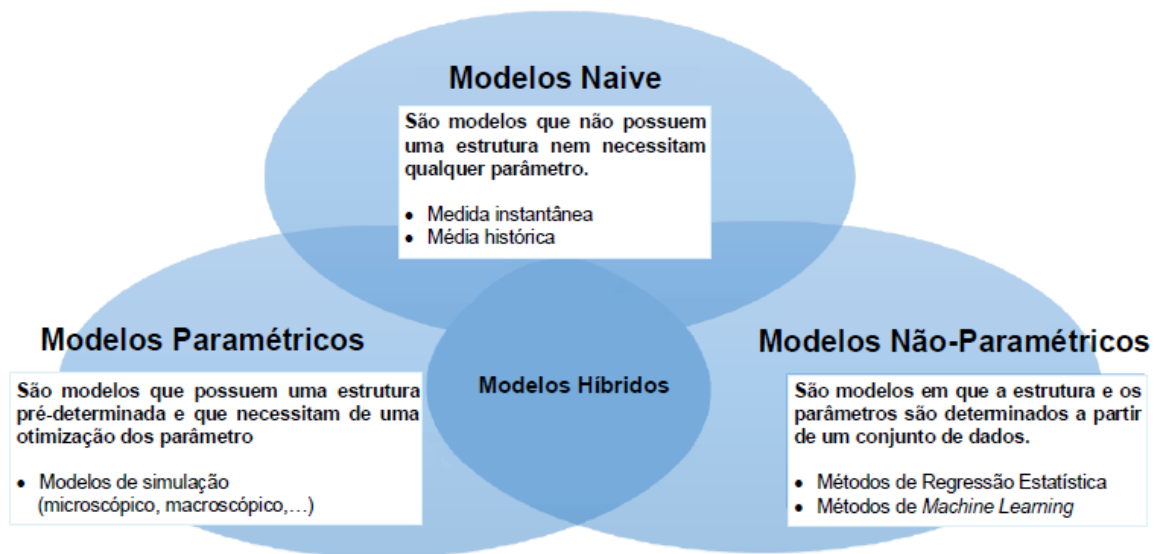 Modelos Naive
São modelos que não possuem
uma estrutura nem necessitam
qualquer parâmetro.
• Medida instantânea
• Média histórica
Modelos Paramétricos
São modelos que possuem uma estrutura
pré-determinada e que necessitam de uma
otimização dos parâmetro
• Modelos de simulação
(microscópico, macroscópico,…)
Modelos Híbridos
Modelos Não-Paramétricos
São modelos em que a estrutura e os
parâmetros são determinados a partir
de um conjunto de dados.
• Métodos de Regressão Estatística
• Métodos de Machine Learning